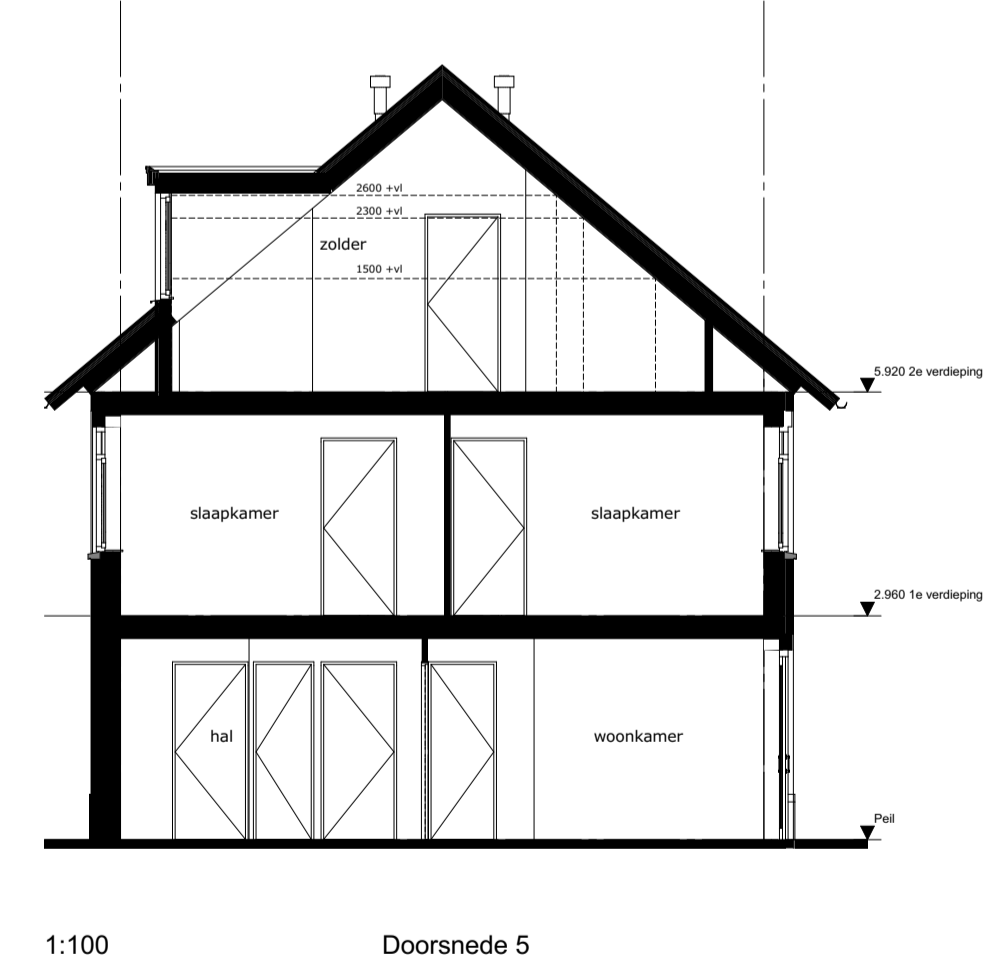 2600 +vl
2300 +vl
zolder
1500 +vl
5.920 2e verdieping
slaapkamer
slaapkamer
2.960 1e verdieping
hal
woonkamer
Peil
1:100
Doorsnede 5